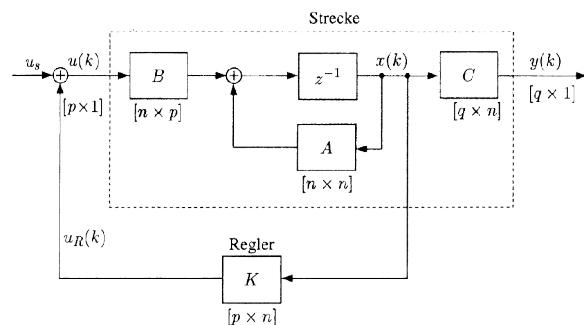 Strecke
u_s
u(k)
x(k)
y(k)
B
z^{-1}
C
[p × 1]
[n × p]
[q × n]
[q × 1]
A
[n × n]
u_R(k)
Regler
K
[p × n]